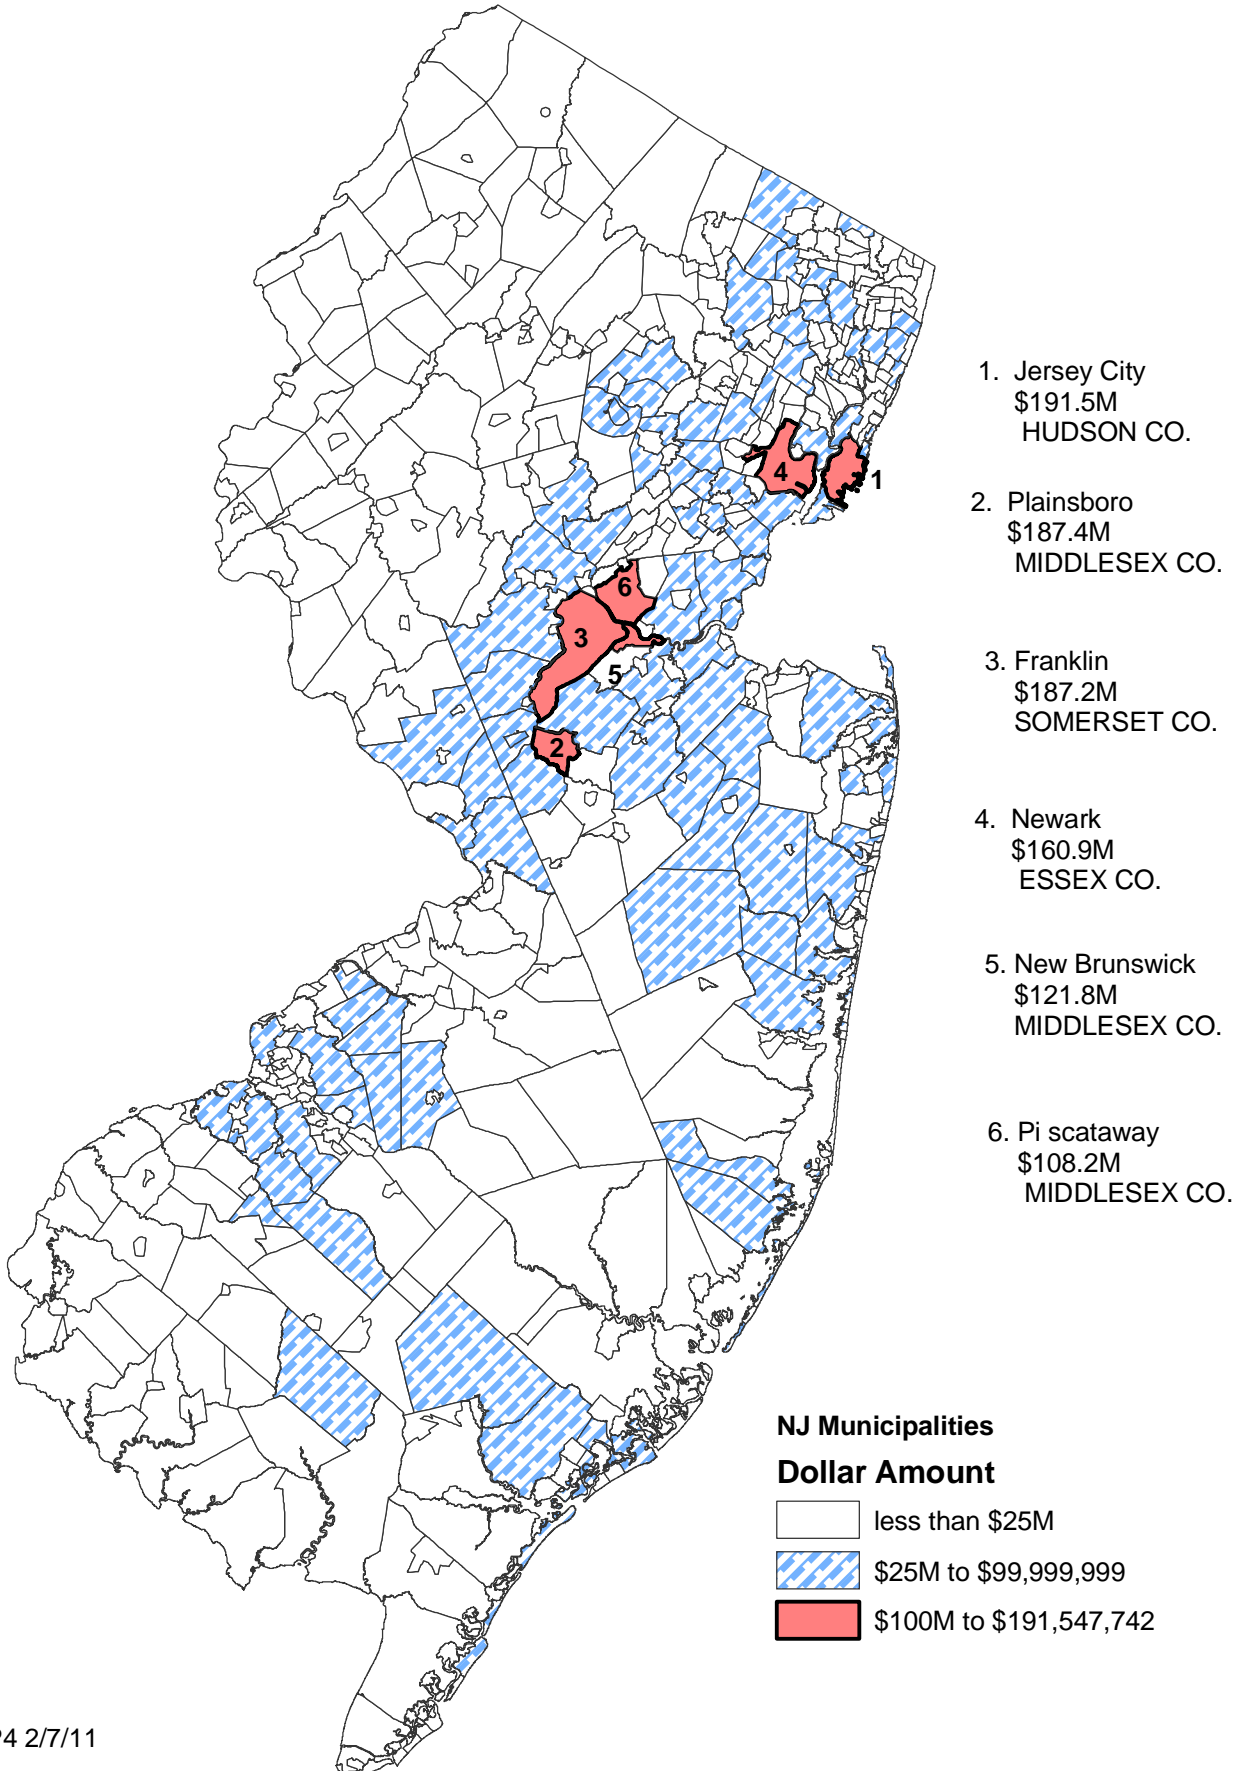 1. Jersey City
$191.5M
HUDSON CO.
2. Plainsboro
$187.4M
MIDDLESEX CO.
3. Franklin
$187.2M
SOMERSET CO.
4. Newark
$160.9M
ESSEX CO.
5. New Brunswick
$121.8M
MIDDLESEX CO.
6. Pi scataway
$108.2M
MIDDLESEX CO.
4
1
6
3
5
2
NJ Municipalities
Dollar Amount
less than $25M
$25M to $99,999,999
$100M to $191,547,742
4 2/7/11